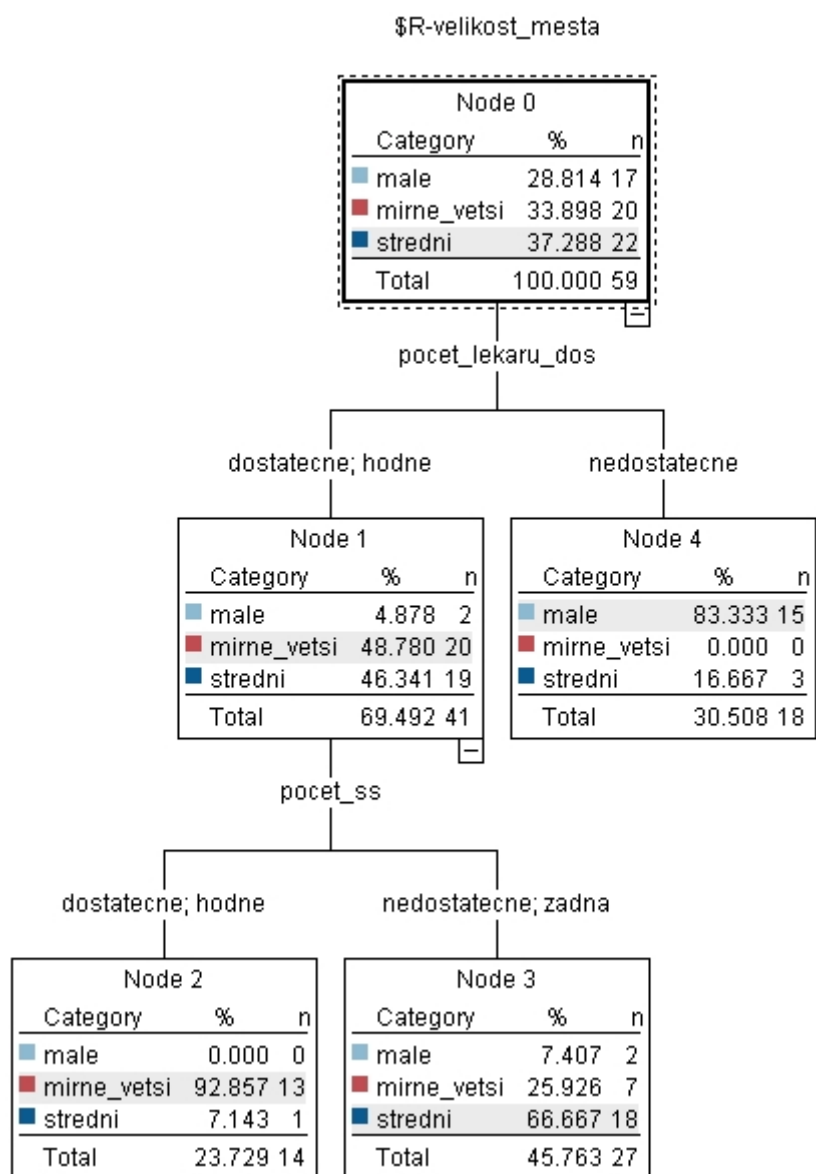 $R-velikost_mesta
Node 0
Category % n
male 28.814 17
mirne_vetsi 33.898 20
stredni 37.288 22
Total 100.000 59
pocet_lekaru_dos
dostatecne; hodne
nedostatecne
Node 1
Category % n
male 4.878 2
mirne_vetsi 48.780 20
stredni 46.341 19
Total 69.492 41
Node 4
Category % n
male 83.333 15
mirne_vetsi 0.000 0
stredni 16.667 3
Total 30.508 18
pocet_ss
dostatecne; hodne
nedostatecne; zadna
Node 2
Category % n
male 0.000 0
mirne_vetsi 92.857 13
stredni 7.143 1
Total 23.729 14
Node 3
Category % n
male 7.407 2
mirne_vetsi 25.926 7
stredni 66.667 18
Total 45.763 27